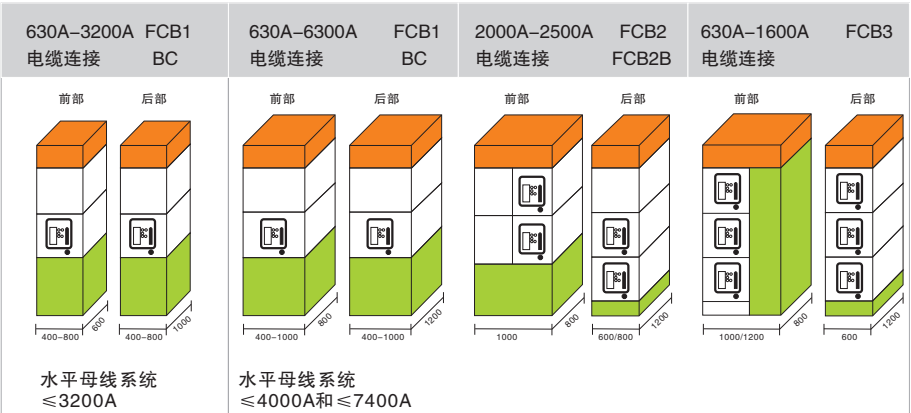 630A-3200A FCB1
电缆连接 BC
630A-6300A FCB1
电缆连接 BC
2000A-2500A FCB2
电缆连接 FCB2B
630A-1600A FCB3
电缆连接
前部 后部
前部 后部
前部 后部
前部 后部
400-800 600
400-800 1000
400-1000 800
400-1000 1200
1000 800
600/800 1200
1000/1200 800
600 1200
水平母线系统
≤3200A
水平母线系统
≤4000A和≤7400A